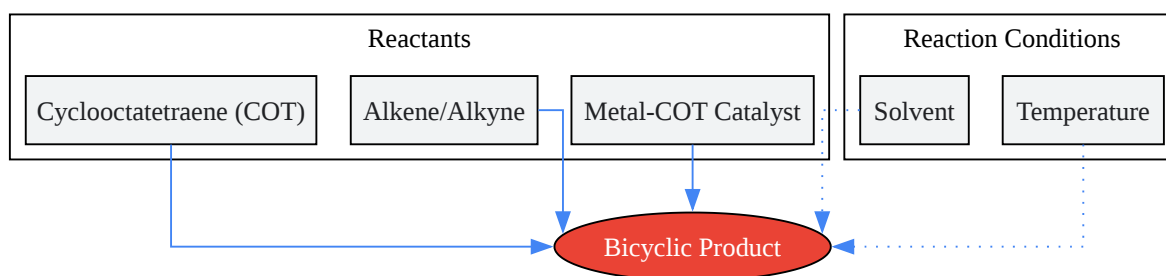 Reactants
Reaction Conditions
Cyclooctatetraene (COT)
Alkene/Alkyne
Metal-COT Catalyst
Solvent
Temperature
Bicyclic Product